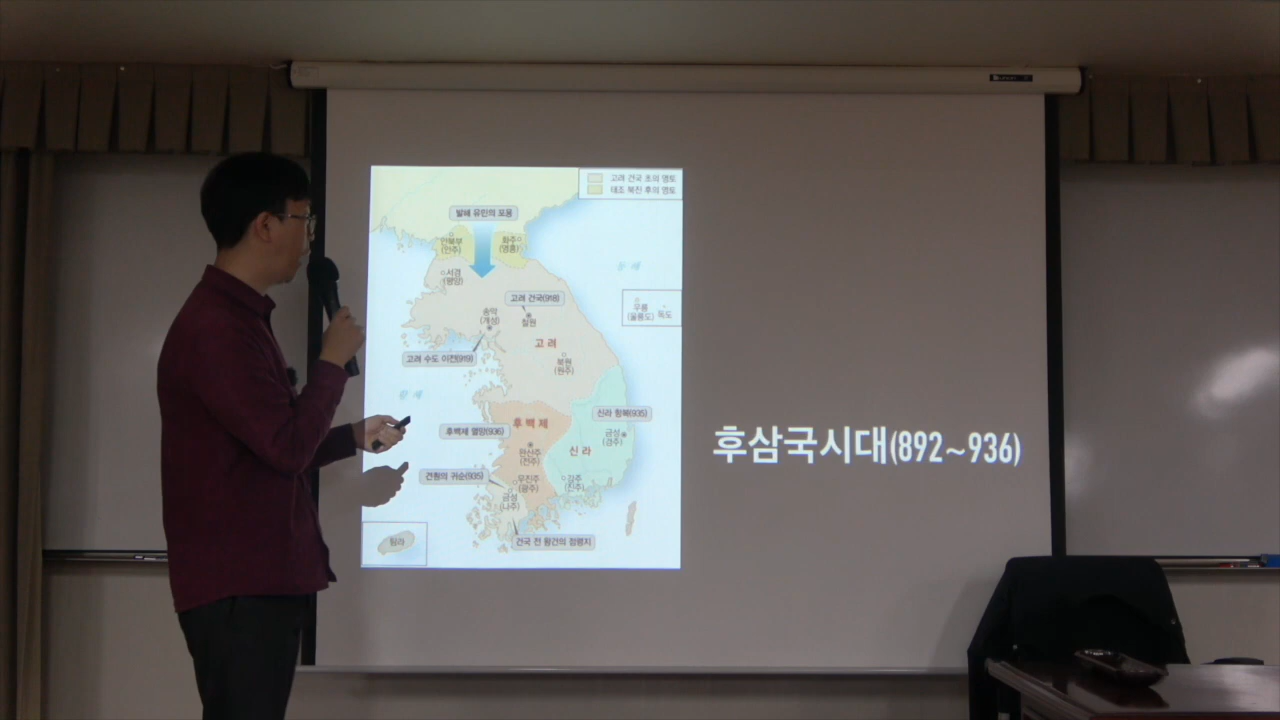 고려 건국 초의 영토
태조 북진 후의 영토
발해 유민의 포용
안북부
(안주)
화주
(영흥)
서경
(평양)
동 해
우릉
(울릉도)
독도
고려 건국(918)
송악
(개성)
철원
고려
고려 수도 이전(919)
북원
(원주)
황 해
후백제
신라 항복(935)
후백제 멸망(936)
금성
(경주)
신라
완산주
(전주)
견훤의 귀순(935)
무진주
(광주)
강주
(진주)
금성
(나주)
건국 전 왕건의 점령지
탐라
후삼국시대(892~936)